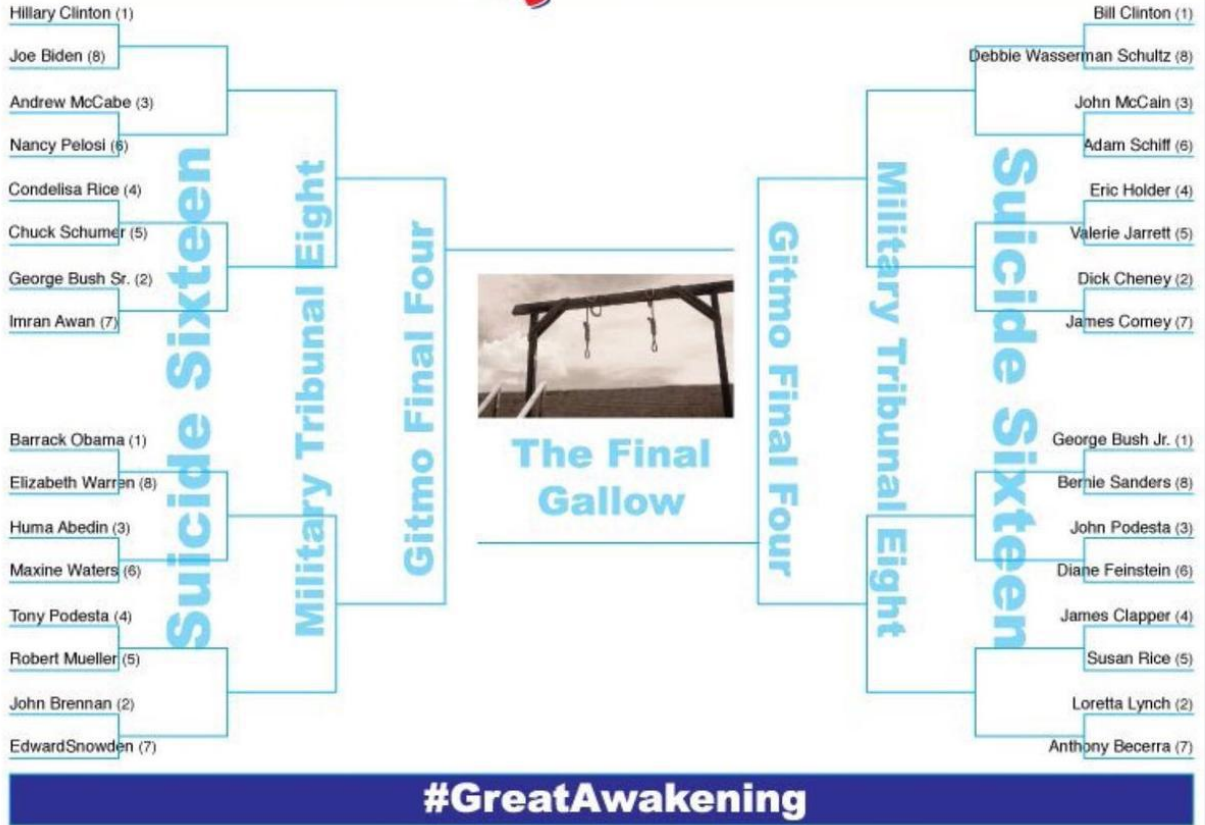 Hillary Clinton (1)
Joe Biden (8)
Andrew McCabe (3)
Nancy Pelosi (6)
Condelisa Rice (4)
Chuck Schumer (5)
George Bush Sr. (2)
Imran Awan (7)
Barrack Obama (1)
Elizabeth Warren (8)
Huma Abedin (3)
Maxine Waters (6)
Tony Podesta (4)
Robert Mueller (5)
John Brennan (2)
EdwardSnowden (7)
Suicide Sixteen
Military Tribunal Eight
Gitmo Final Four
The Final
Gallow
Gitmo Final Four
Military Tribunal Eight
Suicide Sixteen
Bill Clinton (1)
Debbie Wasserman Schultz (8)
John McCain (3)
Adam Schiff (6)
Eric Holder (4)
Valerie Jarrett (5)
Dick Cheney (2)
James Comey (7)
George Bush Jr. (1)
Bernie Sanders (8)
John Podesta (3)
Diane Feinstein (6)
James Clapper (4)
Susan Rice (5)
Loretta Lynch (2)
Anthony Becerra (7)
#GreatAwakening